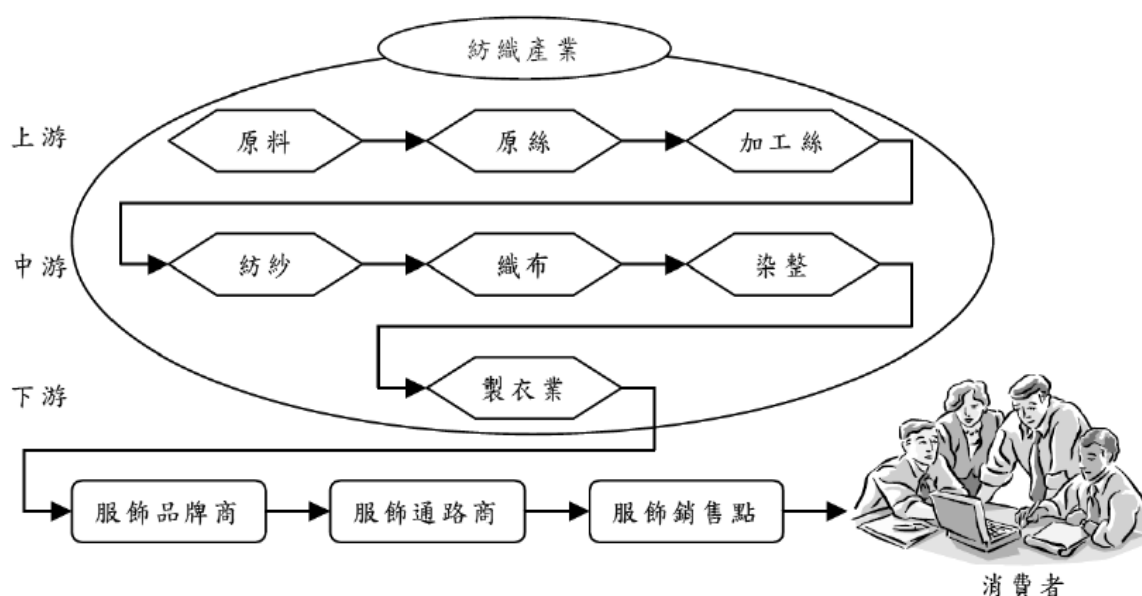 紡織產業
上游
原料
原絲
加工絲
中游
紡紗
織布
染整
下游
製衣業
服飾品牌商
服飾通路商
服飾銷售點
消費者